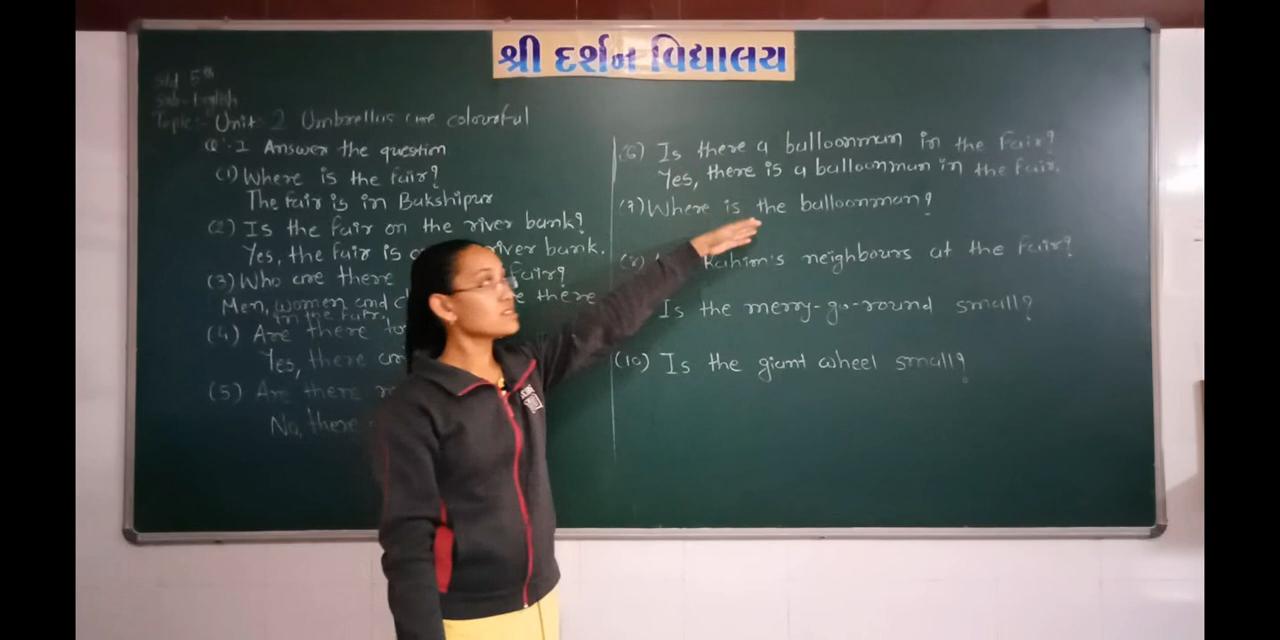 શ્રી દર્શન વિદ્યાલય
Std 5th
Sub- English
Topic:- Unit 2 Umbrellas are colourful
Q.1 Answer the question
(1) Where is the fair?
The fair is in Bakshipur
(2) Is the fair on the river bank?
Yes, the fair is river bank.
(3) Who are there fair?
Men, women and there
in the fair.
(4) Are there
Yes, there
(5) Are there
No, there
(6) Is there a balloonman in the fair?
Yes, there is a balloonman in the fair.
(7) Where is the balloonman?
(8) Rahim's neighbours at the fair?
Is the merry-go-round small?
(10) Is the giant wheel small?